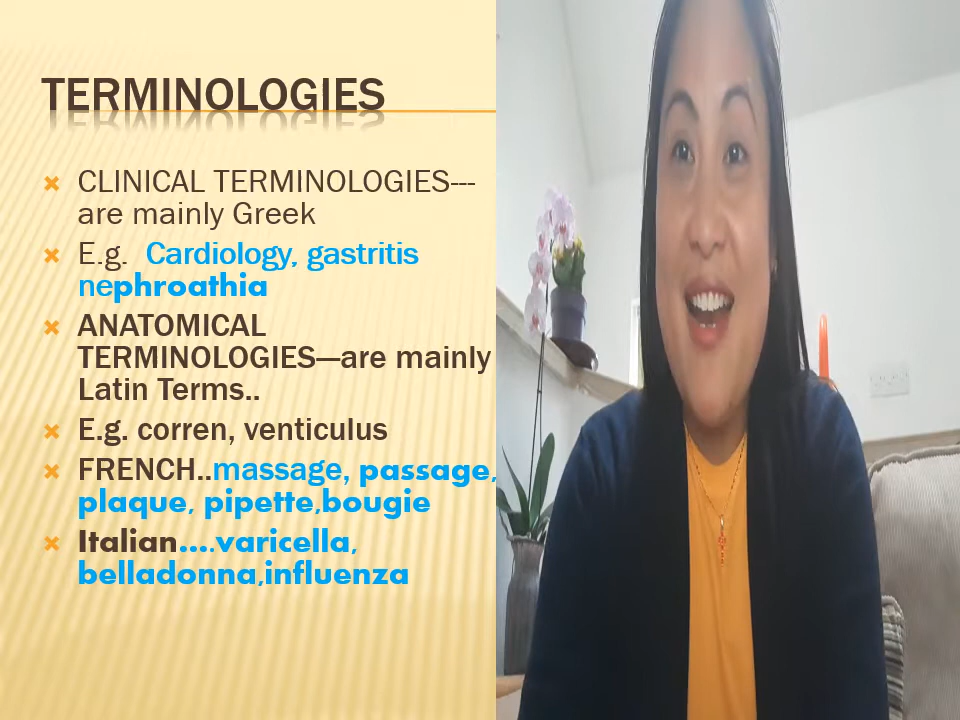 TERMINOLOGIES
CLINICAL TERMINOLOGIES---
are mainly Greek
E.g. Cardiology, gastritis
nephroathia
ANATOMICAL
TERMINOLOGIES—are mainly
Latin Terms..
E.g. corren, venticulus
FRENCH..massage, passage,
plaque, pipette,bougie
Italian....varicella,
belladonna,influenza